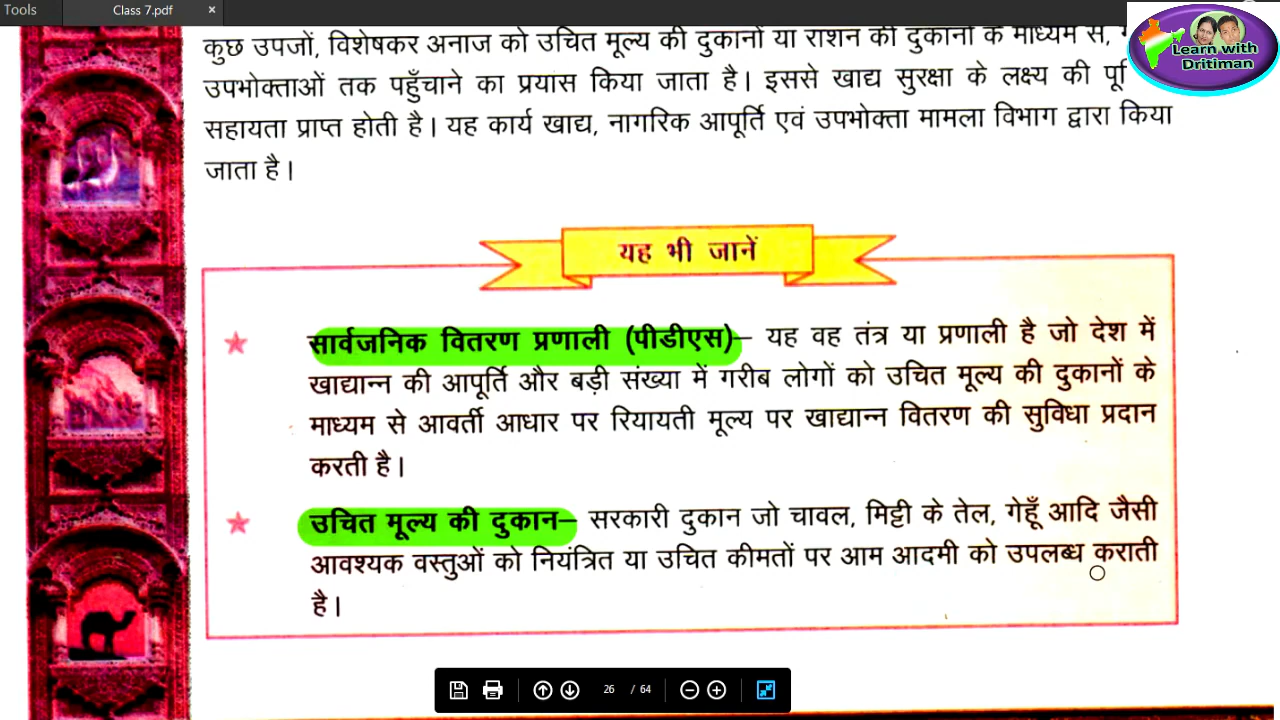 Tools
Class 7.pdf
×
Learn with
Dritiman
कुछ उपजों, विशेषकर अनाज को उचित मूल्य की दुकानों या राशन की दुकानों के माध्यम से,
उपभोक्ताओं तक पहुँचाने का प्रयास किया जाता है। इससे खाद्य सुरक्षा के लक्ष्य की
सहायता प्राप्त होती है। यह कार्य खाद्य, नागरिक आपूर्ति एवं उपभोक्ता मामला विभाग द्वारा किया
जाता है।
यह भी जानें
सार्वजनिक वितरण प्रणाली (पीडीएस)– यह वह तंत्र या प्रणाली है जो देश में
खाद्यान्न की आपूर्ति और बड़ी संख्या में गरीब लोगों को उचित मूल्य की दुकानों के
माध्यम से आवर्ती आधार पर रियायती मूल्य पर खाद्यान्न वितरण की सुविधा प्रदान
करती है।
उचित मूल्य की दुकान– सरकारी दुकान जो चावल, मिट्टी के तेल, गेहूँ आदि जैसी
आवश्यक वस्तुओं को नियंत्रित या उचित कीमतों पर आम आदमी को उपलब्ध कराती
है।
26 / 64